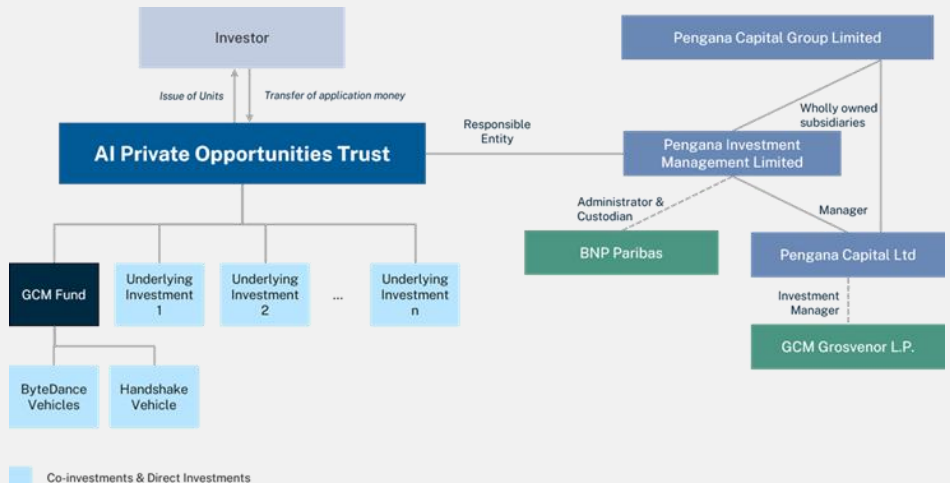 Investor
Pengana Capital Group Limited
Issue of Units
Transfer of application money
Wholly owned
subsidiaries
Responsible
Entity
AI Private Opportunities Trust
Pengana Investment
Management Limited
Administrator &
Custodian
Manager
BNP Paribas
Pengana Capital Ltd
GCM Fund
Underlying
Investment
1
Underlying
Investment
2
...
Underlying
Investment
n
Investment
Manager
GCM Grosvenor L.P.
ByteDance
Vehicles
Handshake
Vehicle
Co-investments & Direct Investments